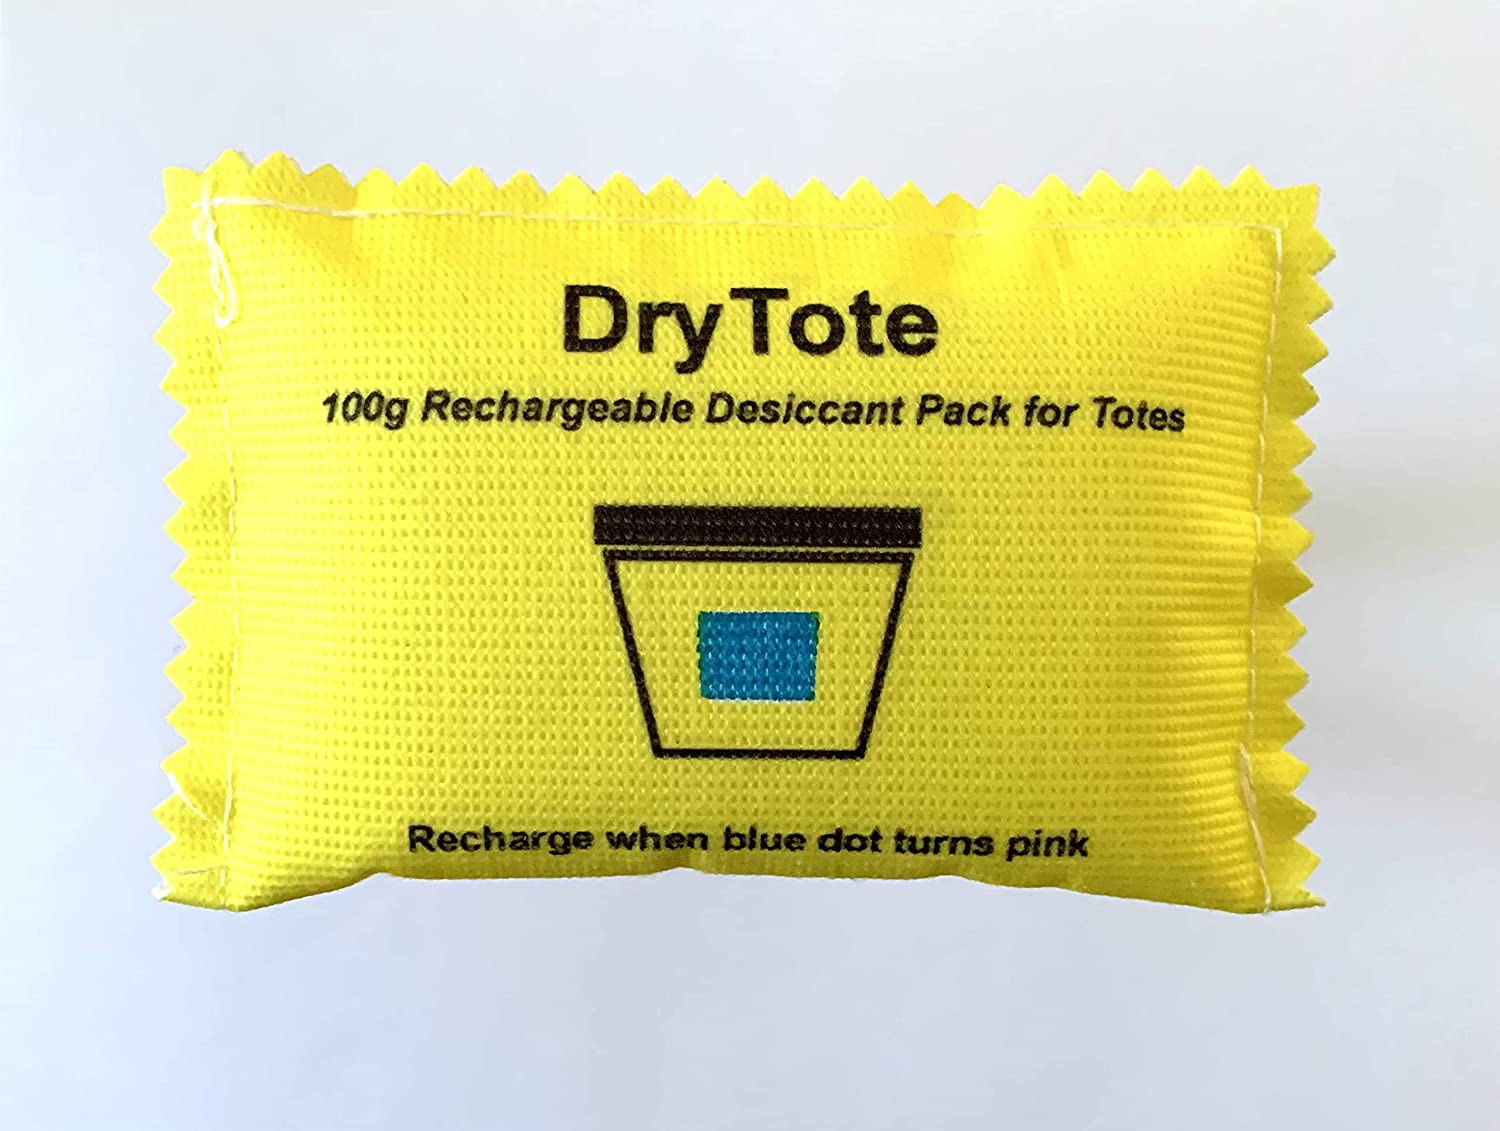 DryTote
100g Rechargeable Desiccant Pack for Totes
Recharge when blue dot turns pink